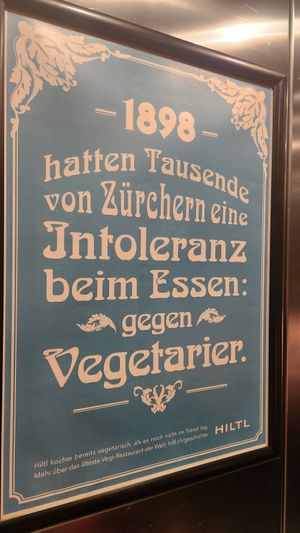 – 1898 –
hatten Tausende
von Zürchern eine
Intoleranz
beim Essen:
gegen
Vegetarier.
Hiltl kochte bereits vegetarisch, als es noch nicht am Trend lag.
Mehr über das älteste Vegi-Restaurant der Welt: hiltl.ch/geschichte
HILTL